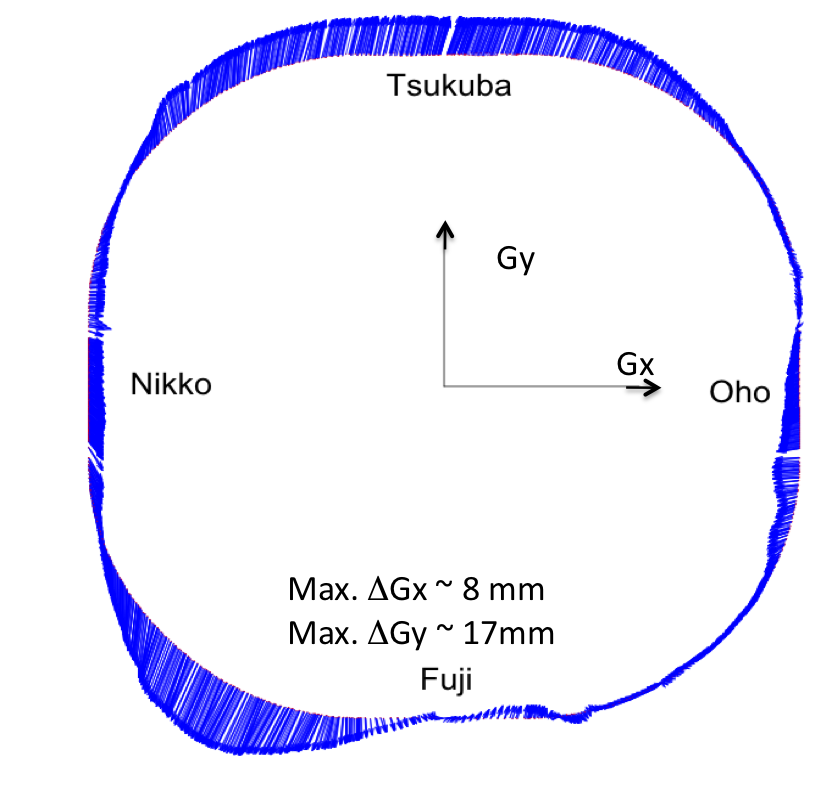 Tsukuba
Gy
Gx
Nikko
Oho
Max. ΔGx ~ 8 mm
Max. ΔGy ~ 17mm
Fuji